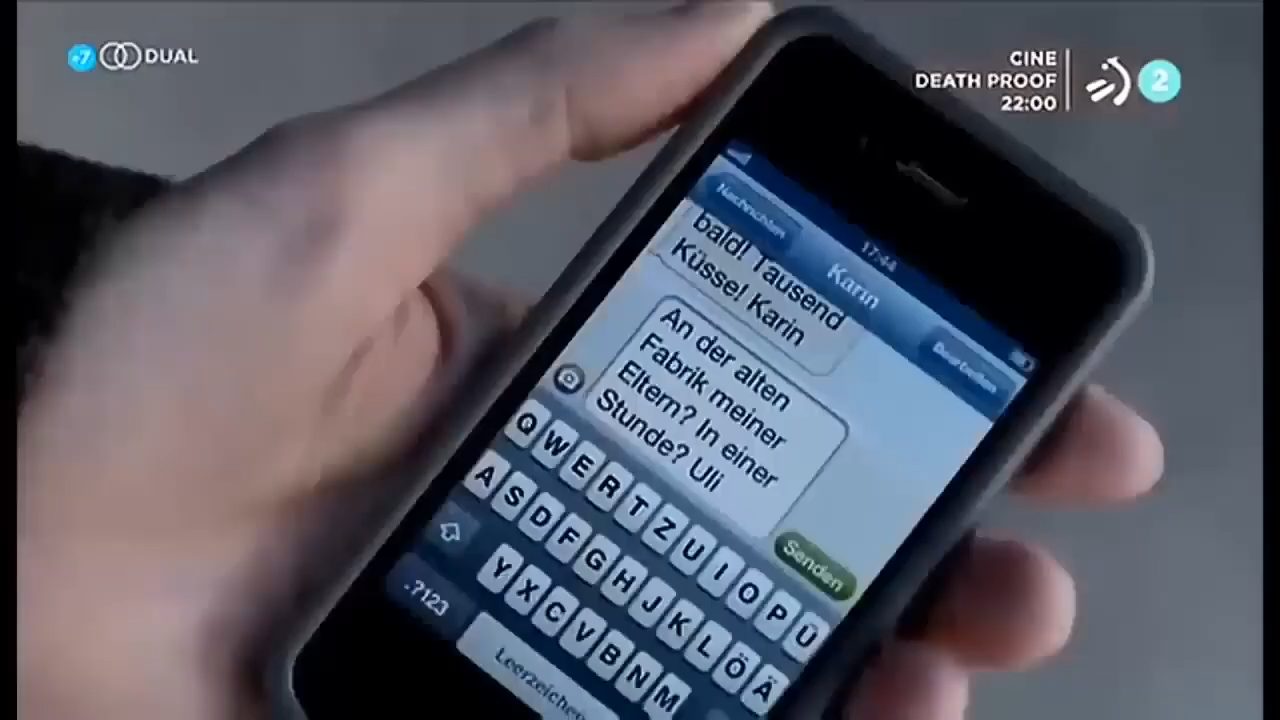 +7 DUAL
CINE
DEATH PROOF
22:00
2
17:44
Nachrichten
Karin
Bearbeiten
bald! Tausend
Küsse! Karin
An der alten
Fabrik meiner
Eltern? In einer
Stunde? Uli
Senden
Q W E R T Z U I O P Ü
A S D F G H J K L Ö Ä
Y X C V B N M
.?123
Leerzeichen